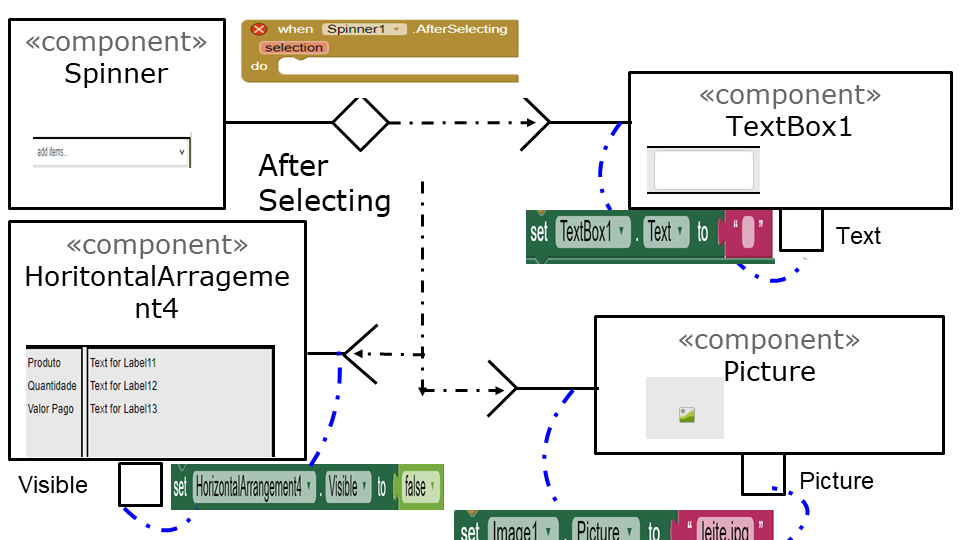 «component»
Spinner
add items...
when Spinner1 .AfterSelecting
selection
do
After
Selecting
«component»
TextBox1
set TextBox1 . Text to “ ”
Text
«component»
HoritontalArrageme
nt4
Produto Text for Label11
Quantidade Text for Label12
Valor Pago Text for Label13
Visible
set HorizontalArrangement4 . Visible to false
«component»
Picture
Picture
set Image1 . Picture to “ leite.jpg ”